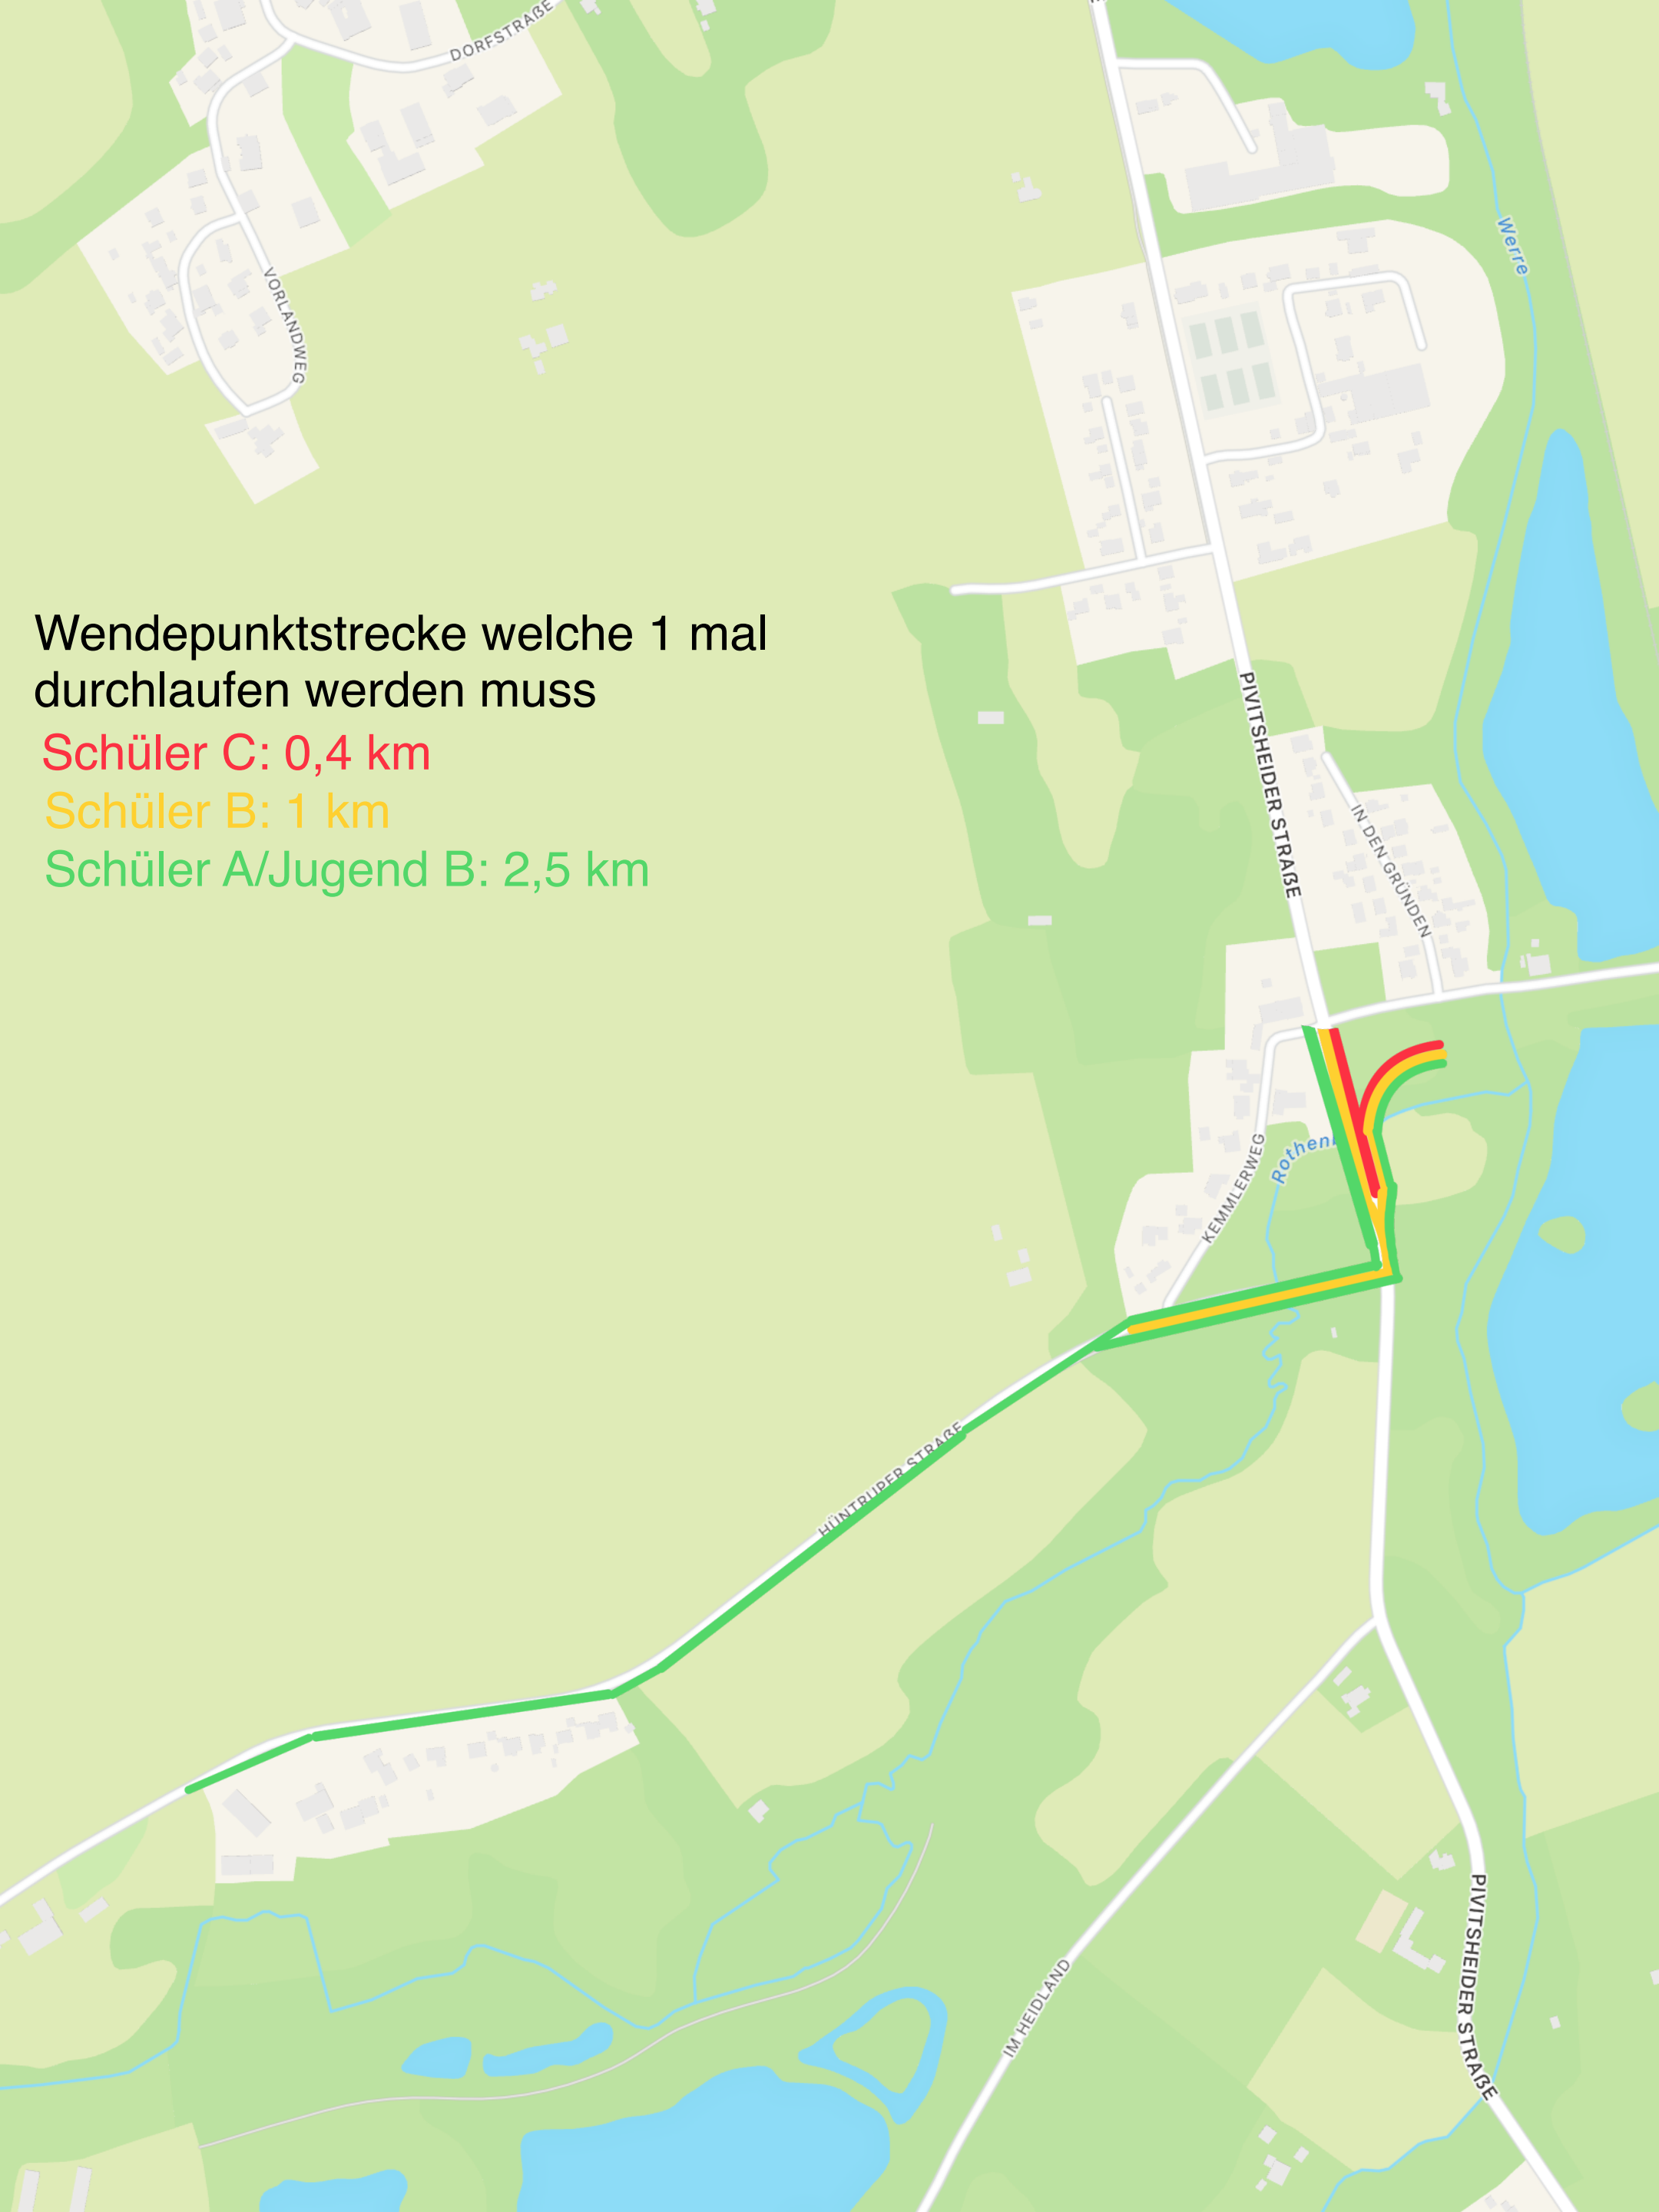 DORFSTRAẞE
Werre
VORLANDWEG
Wendepunktstrecke welche 1 mal
durchlaufen werden muss
Schüler C: 0,4 km
Schüler B: 1 km
Schüler A/Jugend B: 2,5 km
PIVITSHEIDER STRAẞE
IN DEN GRÜNDEN
KEMMLERWEG
HÜNTRUPER STRAẞE
IM HEIDLAND
PIVITSHEIDER STRAẞE